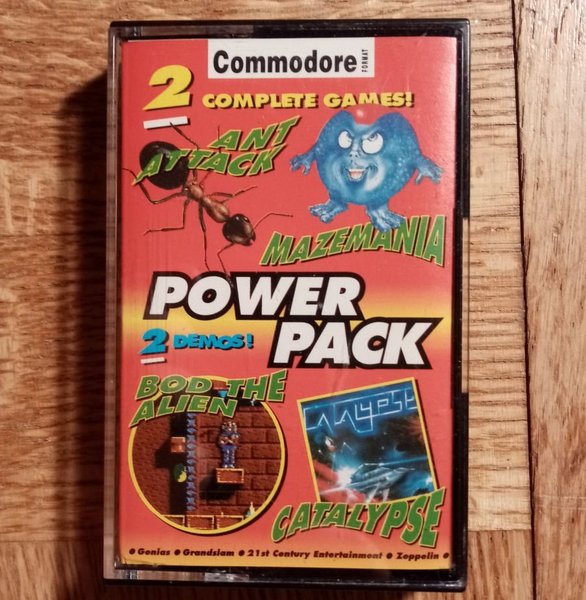 Commodore
FORMAT
2 COMPLETE GAMES!
ANT
ATTACK
MAZEMANIA
POWER
PACK
2 DEMOS!
BOD THE
ALIEN
CATALYPSE
CATALYPSE
• Genias • Grandslam • 21st Century Entertainment • Zeppelin •